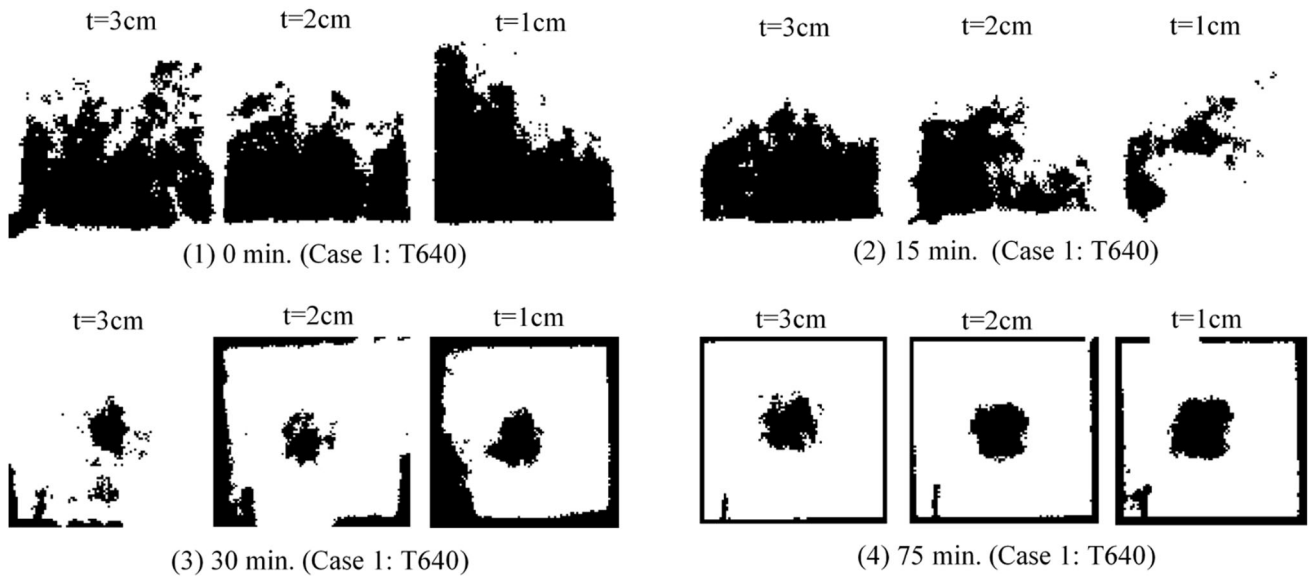 t=3cm t=2cm t=1cm
t=3cm t=2cm t=1cm
(1) 0 min. (Case 1: T640)
(2) 15 min. (Case 1: T640)
t=3cm t=2cm t=1cm
t=3cm t=2cm t=1cm
(3) 30 min. (Case 1: T640)
(4) 75 min. (Case 1: T640)